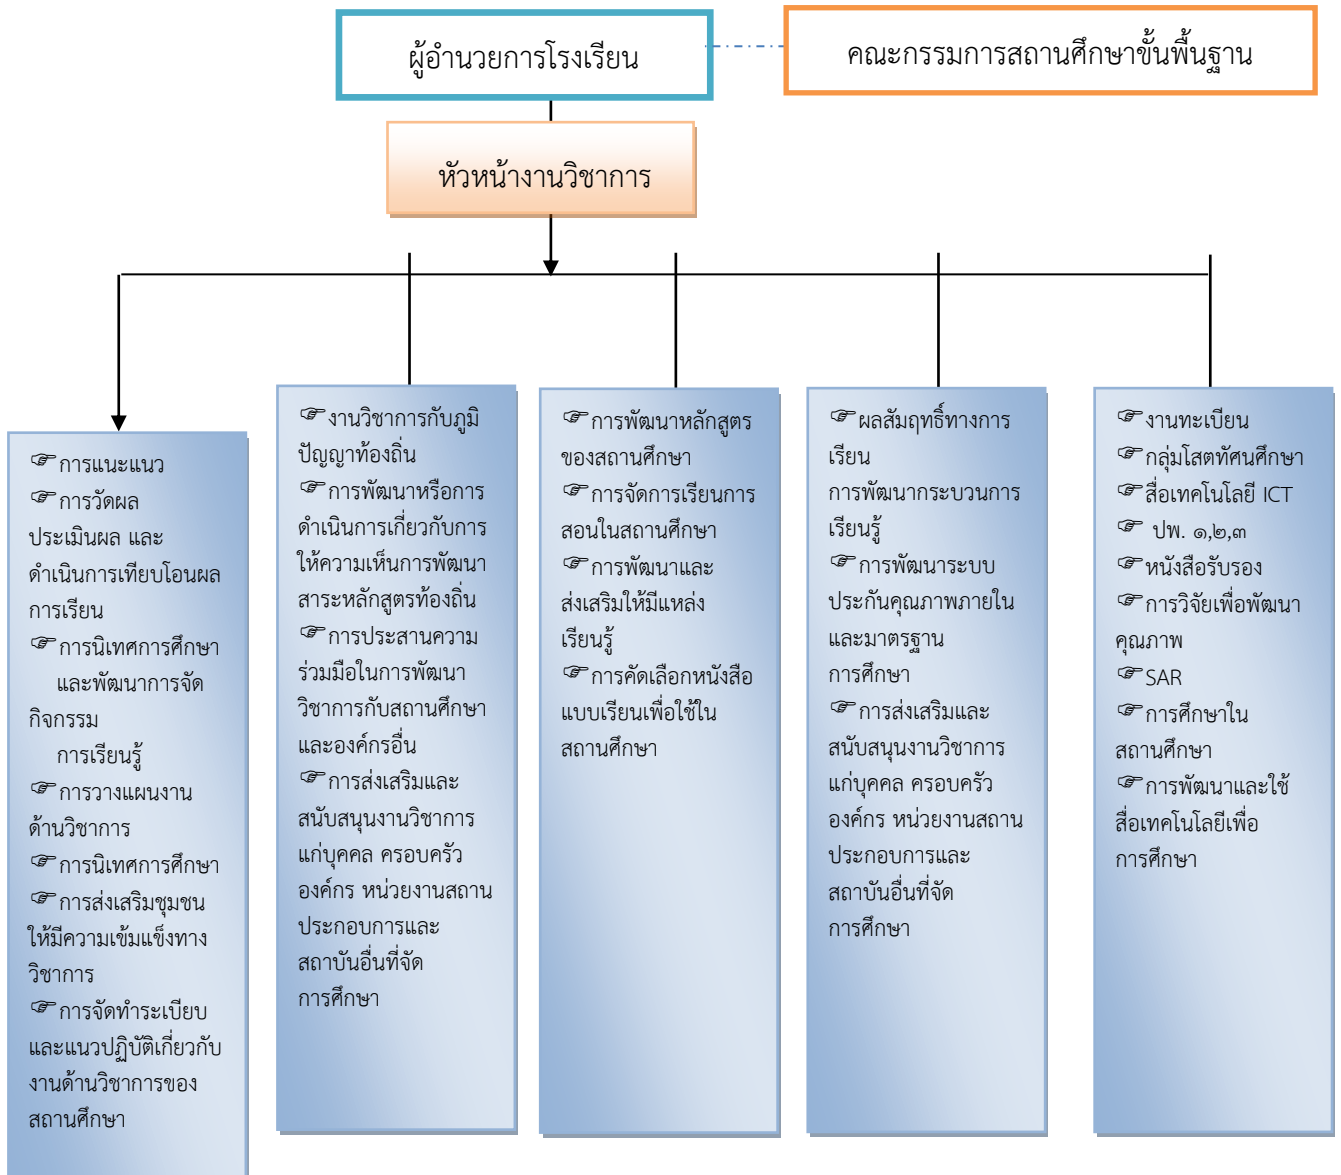 ผู้อำนวยการโรงเรียน
คณะกรรมการสถานศึกษาขั้นพื้นฐาน
หัวหน้างานวิชาการ
☞การแนะแนว
☞การวัดผล
ประเมินผล และ
ดำเนินการเทียบโอนผล
การเรียน
☞การนิเทศการศึกษา
และพัฒนาการจัด
กิจกรรม
การเรียนรู้
☞การวางแผนงาน
ด้านวิชาการ
☞การนิเทศการศึกษา
☞การส่งเสริมชุมชน
ให้มีความเข้มแข็งทาง
วิชาการ
☞การจัดทำระเบียบ
และแนวปฏิบัติเกี่ยวกับ
งานด้านวิชาการของ
สถานศึกษา
☞งานวิชาการกับภูมิ
ปัญญาท้องถิ่น
☞การพัฒนาหรือการ
ดำเนินการเกี่ยวกับการ
ให้ความเห็นการพัฒนา
สาระหลักสูตรท้องถิ่น
☞การประสานความ
ร่วมมือในการพัฒนา
วิชาการกับสถานศึกษา
และองค์กรอื่น
☞การส่งเสริมและ
สนับสนุนงานวิชาการ
แก่บุคคล ครอบครัว
องค์กร หน่วยงานสถาน
ประกอบการและ
สถาบันอื่นที่จัด
การศึกษา
☞การพัฒนาหลักสูตร
ของสถานศึกษา
☞การจัดการเรียนการ
สอนในสถานศึกษา
☞การพัฒนาและ
ส่งเสริมให้มีแหล่ง
เรียนรู้
☞การคัดเลือกหนังสือ
แบบเรียนเพื่อใช้ใน
สถานศึกษา
☞ผลสัมฤทธิ์ทางการ
เรียน
การพัฒนากระบวนการ
เรียนรู้
☞การพัฒนาระบบ
ประกันคุณภาพภายใน
และมาตรฐาน
การศึกษา
☞การส่งเสริมและ
สนับสนุนงานวิชาการ
แก่บุคคล ครอบครัว
องค์กร หน่วยงานสถาน
ประกอบการและ
สถาบันอื่นที่จัด
การศึกษา
☞งานทะเบียน
☞กลุ่มโสตทัศนศึกษา
☞สื่อเทคโนโลยี ICT
☞ ปพ. ๑,๒,๓
☞หนังสือรับรอง
☞การวิจัยเพื่อพัฒนา
คุณภาพ
☞SAR
☞การศึกษาใน
สถานศึกษา
☞การพัฒนาและใช้
สื่อเทคโนโลยีเพื่อ
การศึกษา